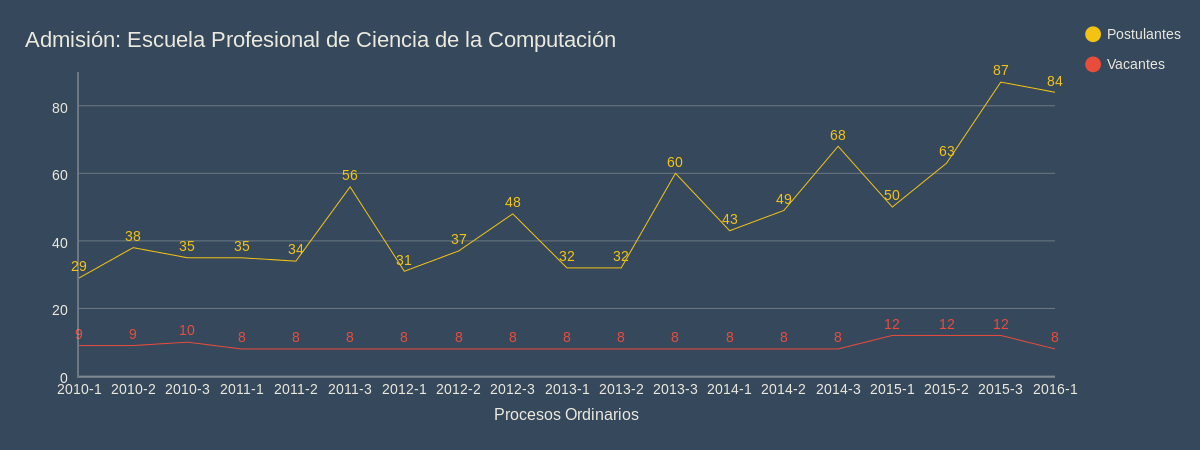 Admisión: Escuela Profesional de Ciencia de la Computación
Postulantes
Vacantes
80
60
40
20
0
29 38 35 35 34 56 31 37 48 32 32 60 43 49 68 50 63 87 84
9 9 10 8 8 8 8 8 8 8 8 8 8 8 8 12 12 12 8
2010-1 2010-2 2010-3 2011-1 2011-2 2011-3 2012-1 2012-2 2012-3 2013-1 2013-2 2013-3 2014-1 2014-2 2014-3 2015-1 2015-2 2015-3 2016-1
Procesos Ordinarios